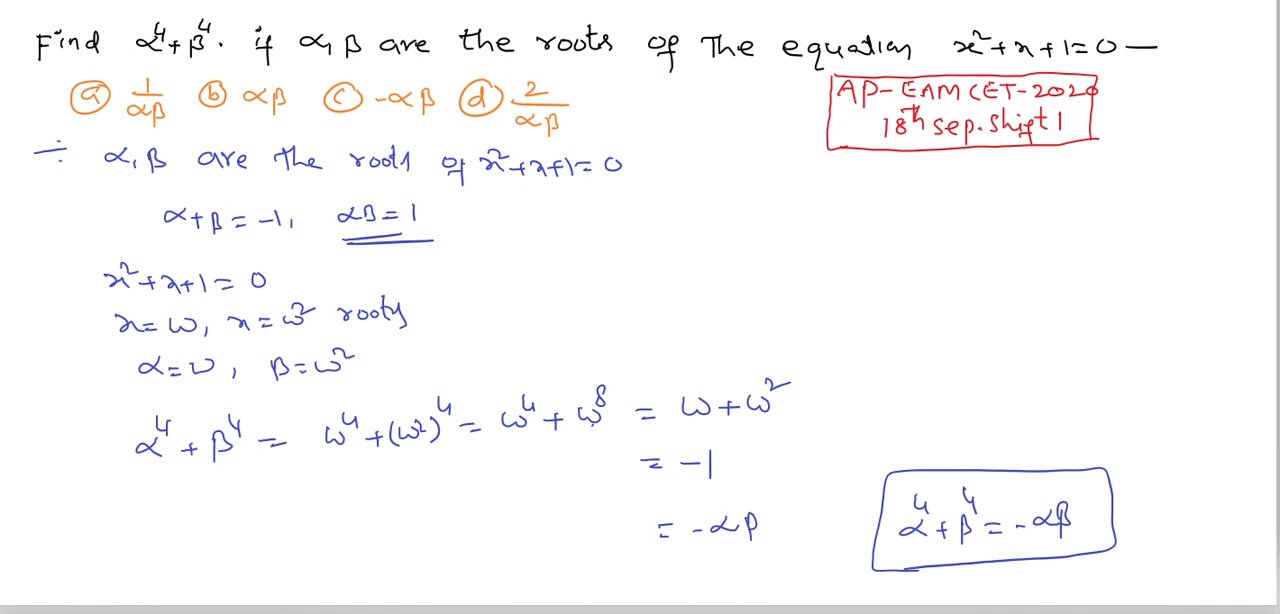 Find α⁴+β⁴. if α, β are the roots of The equation x²+x+1=0 —
ⓐ 1/αβ ⓑ αβ ⓒ -αβ ⓓ 2/αβ
AP-EAMCET-2020
18th Sep. Shift 1
÷ α, β are the roots of x²+x+1=0
α+β = -1, αβ = 1
x²+x+1 = 0
x=ω, x=ω² roots
α=ω, β=ω²
α⁴+β⁴ = ω⁴+(ω²)⁴ = ω⁴+ω⁸ = ω+ω²
= -1
= -αβ
α⁴+β⁴ = -αβ